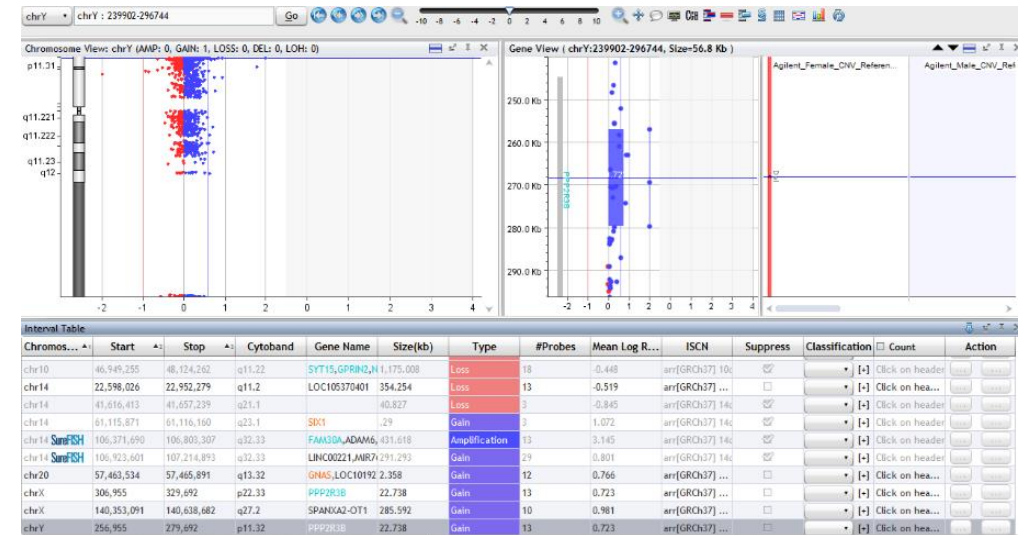 chrY chrY : 239902-296744 Go -10 -8 -6 -4 -2 0 2 4 6 8 10 CGH
Chromosome View: chrY (AMP: 0, GAIN: 1, LOSS: 0, DEL: 0, LOH: 0)
Gene View ( chrY:239902-296744, Size=56.8 Kb )
p11.31
q11.221
q11.222
q11.23
q12
-2 -1 0 1 2 0 1 2 3 4
250.0 Kb
260.0 Kb
270.0 Kb
280.0 Kb
290.0 Kb
PPP2R3B
.72
-2 -1 0 1 2 0 1 2 3 4
Agilent_Female_CNV_Referen... Agilent_Male_CNV_Ref
Interval Table
Chromos... Start Stop Cytoband Gene Name Size(kb) Type #Probes Mean Log R... ISCN Suppress Classification Count Action
chr10 46,949,255 48,124,262 q11.22 SYT15,GPRIN2,N 1,175.008 Loss 18 -0.448 arr[GRCh37] 10q [+] Click on header
chr14 22,598,026 22,952,279 q11.2 LOC105370401 354.254 Loss 13 -0.519 arr[GRCh37] ... [+] Click on hea...
chr14 41,616,413 41,657,239 q21.1 40.827 Loss 3 -0.845 arr[GRCh37] 14q [+] Click on header
chr14 61,115,871 61,116,160 q23.1 SIX1 .29 Gain 3 1.072 arr[GRCh37] 14q [+] Click on header
chr14 SureFISH 106,371,690 106,803,307 q32.33 FAM30A,ADAM6, 431.618 Amplification 13 3.145 arr[GRCh37] 14q [+] Click on header
chr14 SureFISH 106,923,601 107,214,893 q32.33 LINC00221,MIR7 291.293 Gain 29 0.801 arr[GRCh37] 14q [+] Click on header
chr20 57,463,534 57,465,891 q13.32 GNAS,LOC10192 2.358 Gain 12 0.766 arr[GRCh37] ... [+] Click on hea...
chrX 306,955 329,692 p22.33 PPP2R3B 22.738 Gain 13 0.723 arr[GRCh37] ... [+] Click on hea...
chrX 140,353,091 140,638,682 q27.2 SPANXA2-OT1 285.592 Gain 10 0.981 arr[GRCh37] ... [+] Click on hea...
chrY 256,955 279,692 p11.32 PPP2R3B 22.738 Gain 13 0.723 arr[GRCh37] ... [+] Click on hea...